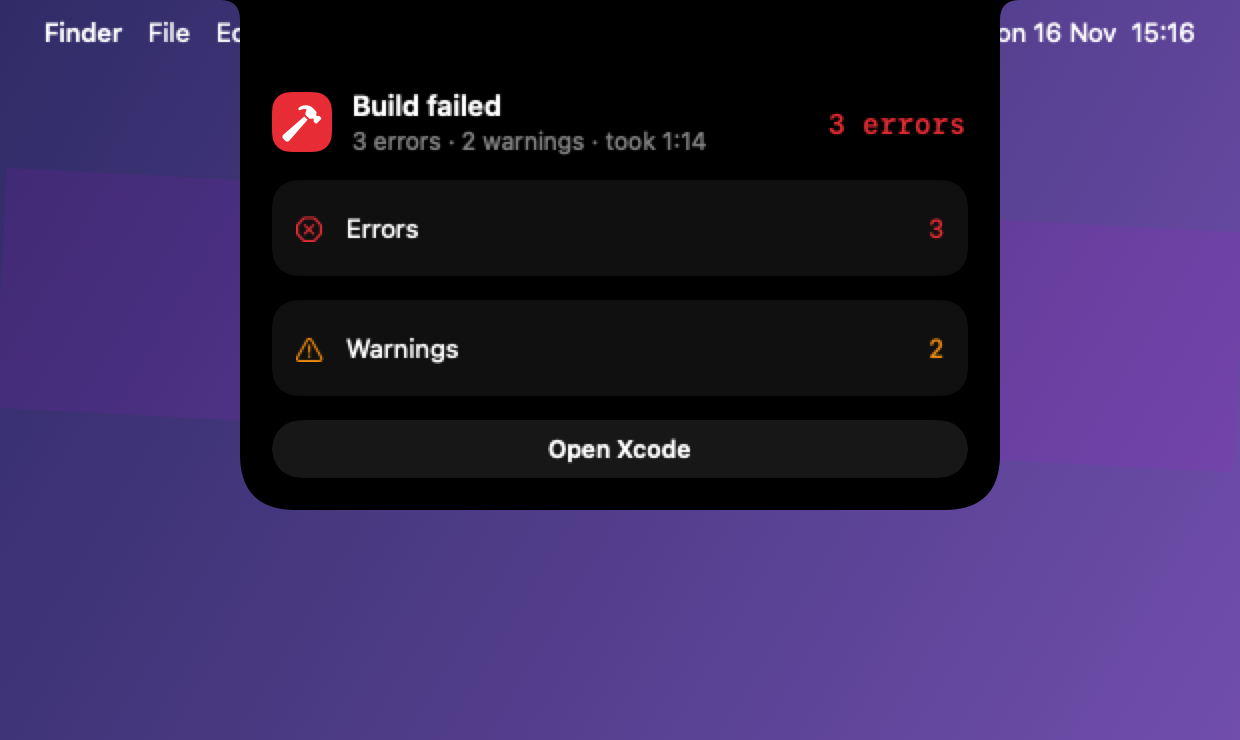 Finder File
16 Nov 15:16
Build failed
3 errors · 2 warnings · took 1:14
3 errors
Errors 3
Warnings 2
Open Xcode